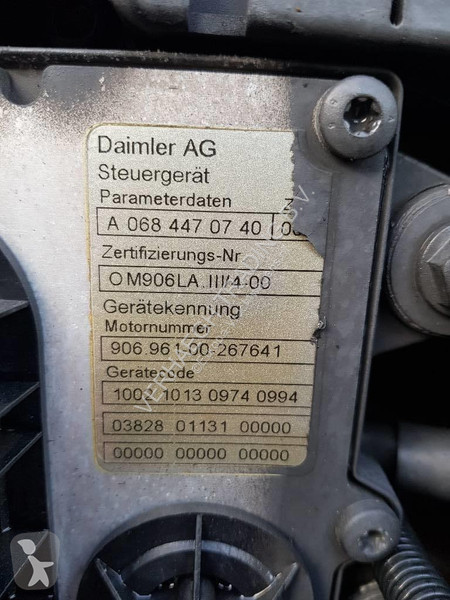 Daimler AG
Steuergerät
Parameterdaten Z
A 068 447 07 40
Zertifizierungs-Nr
OM906LA.III/4-00
Gerätekennung
Motornummer
906.961-00-267641
Gerätecode
1002 1013 0974 0994
03828 01131 00000
00000 00000 00000